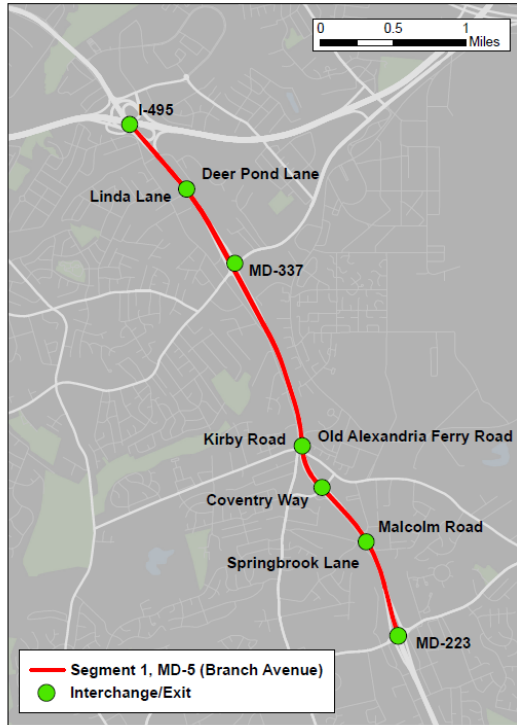 0 0.5 1
Miles
I-495
Deer Pond Lane
Linda Lane
MD-337
Kirby Road
Old Alexandria Ferry Road
Coventry Way
Malcolm Road
Springbrook Lane
MD-223
Segment 1, MD-5 (Branch Avenue)
Interchange/Exit